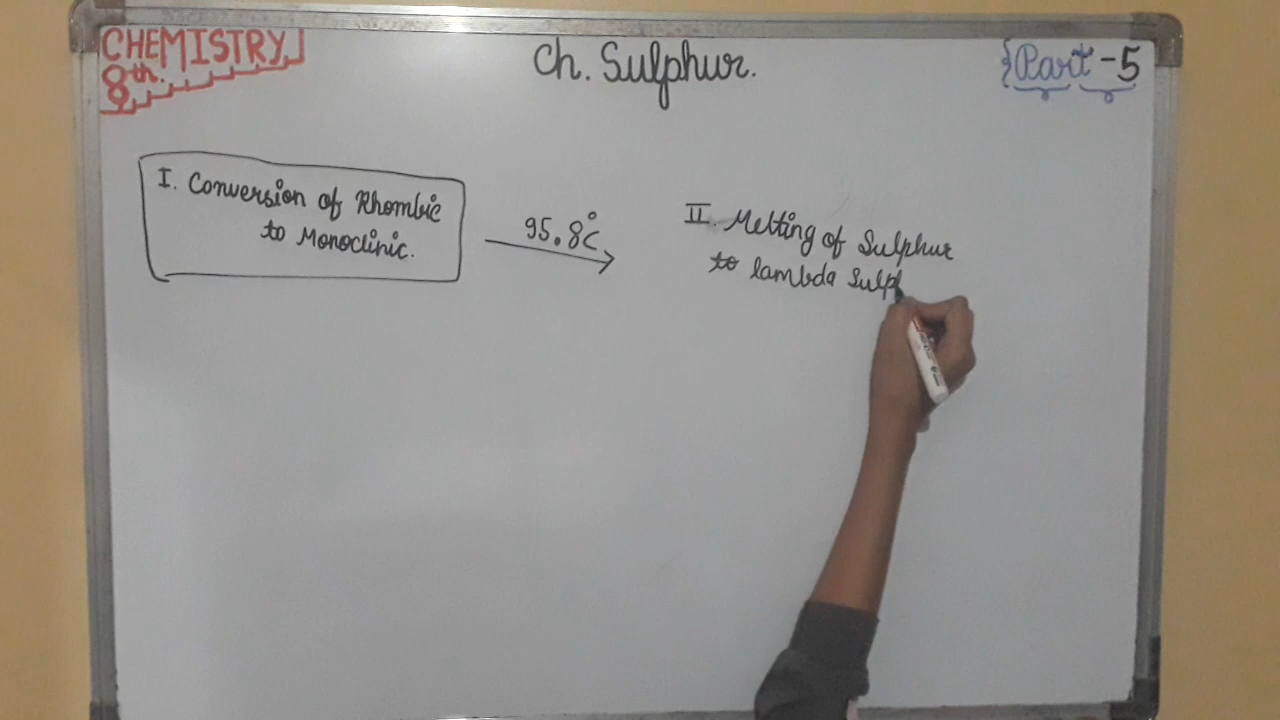 CHEMISTRY
8th.
Ch. Sulphur.
Part-5
I. Conversion of Rhombic
to Monoclinic.
95.8°C
II. Melting of Sulphur
to lambda Sulp